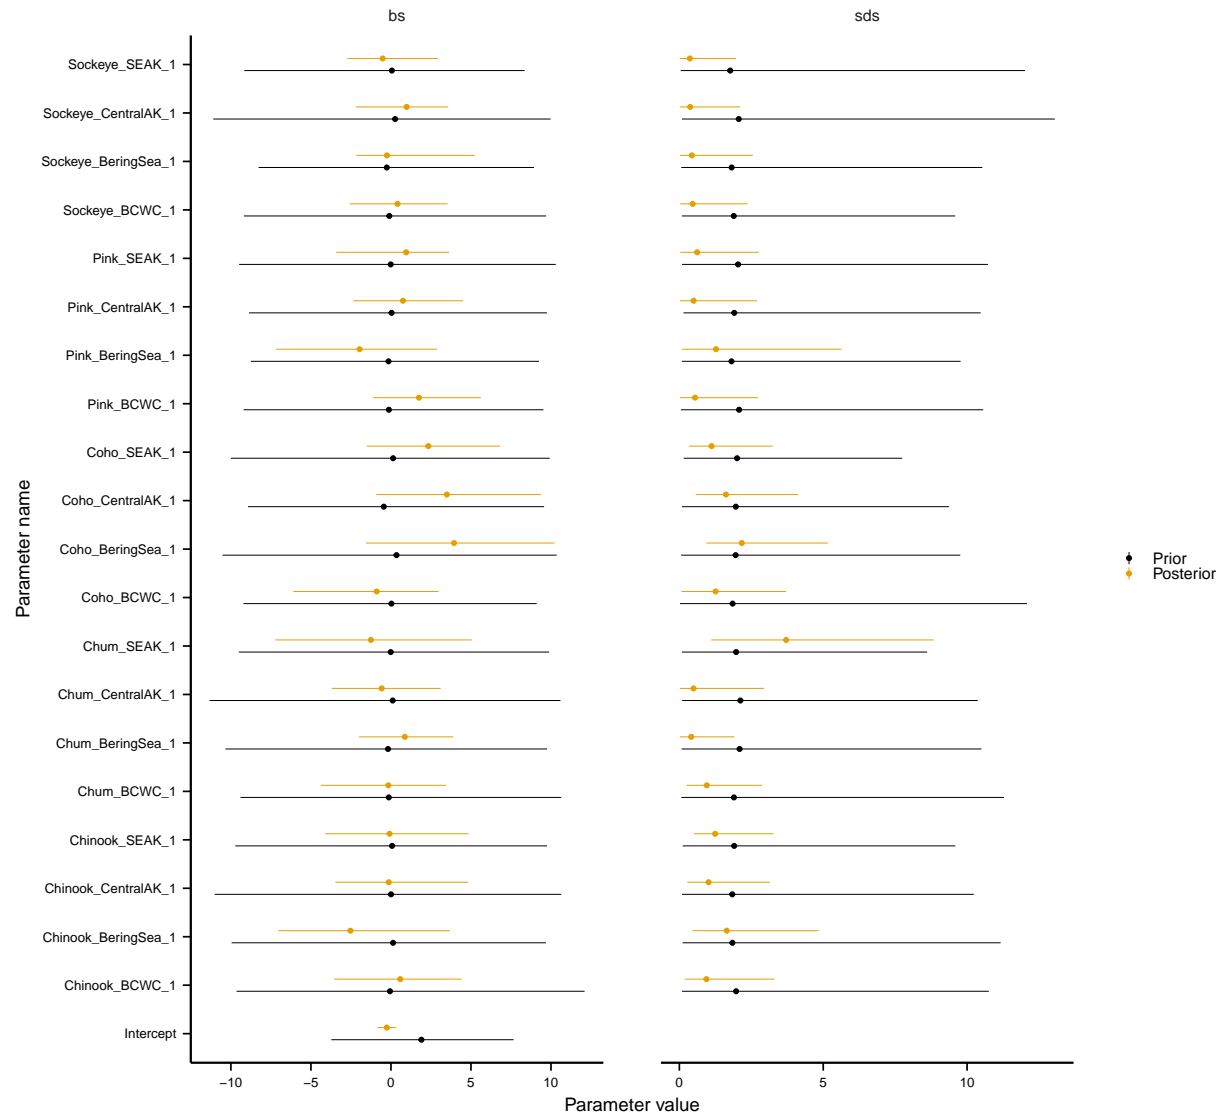 bs
sds
Parameter name
Sockeye_SEAK_1
Sockeye_CentralAK_1
Sockeye_BeringSea_1
Sockeye_BCWC_1
Pink_SEAK_1
Pink_CentralAK_1
Pink_BeringSea_1
Pink_BCWC_1
Coho_SEAK_1
Coho_CentralAK_1
Coho_BeringSea_1
Coho_BCWC_1
Chum_SEAK_1
Chum_CentralAK_1
Chum_BeringSea_1
Chum_BCWC_1
Chinook_SEAK_1
Chinook_CentralAK_1
Chinook_BeringSea_1
Chinook_BCWC_1
Intercept
−10 −5 0 5 10
0 5 10
Parameter value
Prior
Posterior